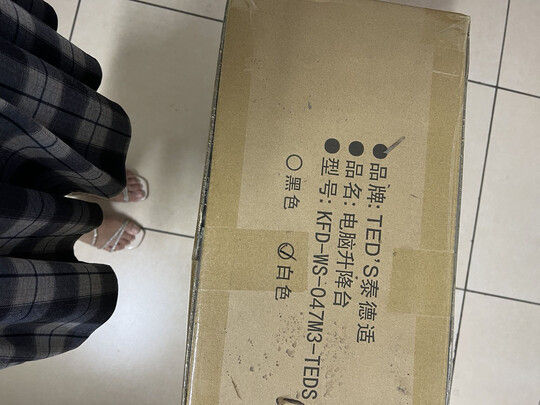 品牌: TED'S泰德适
品名: 电脑升降台
型号: KFD-WS-047M3-TEDS
黑色 白色